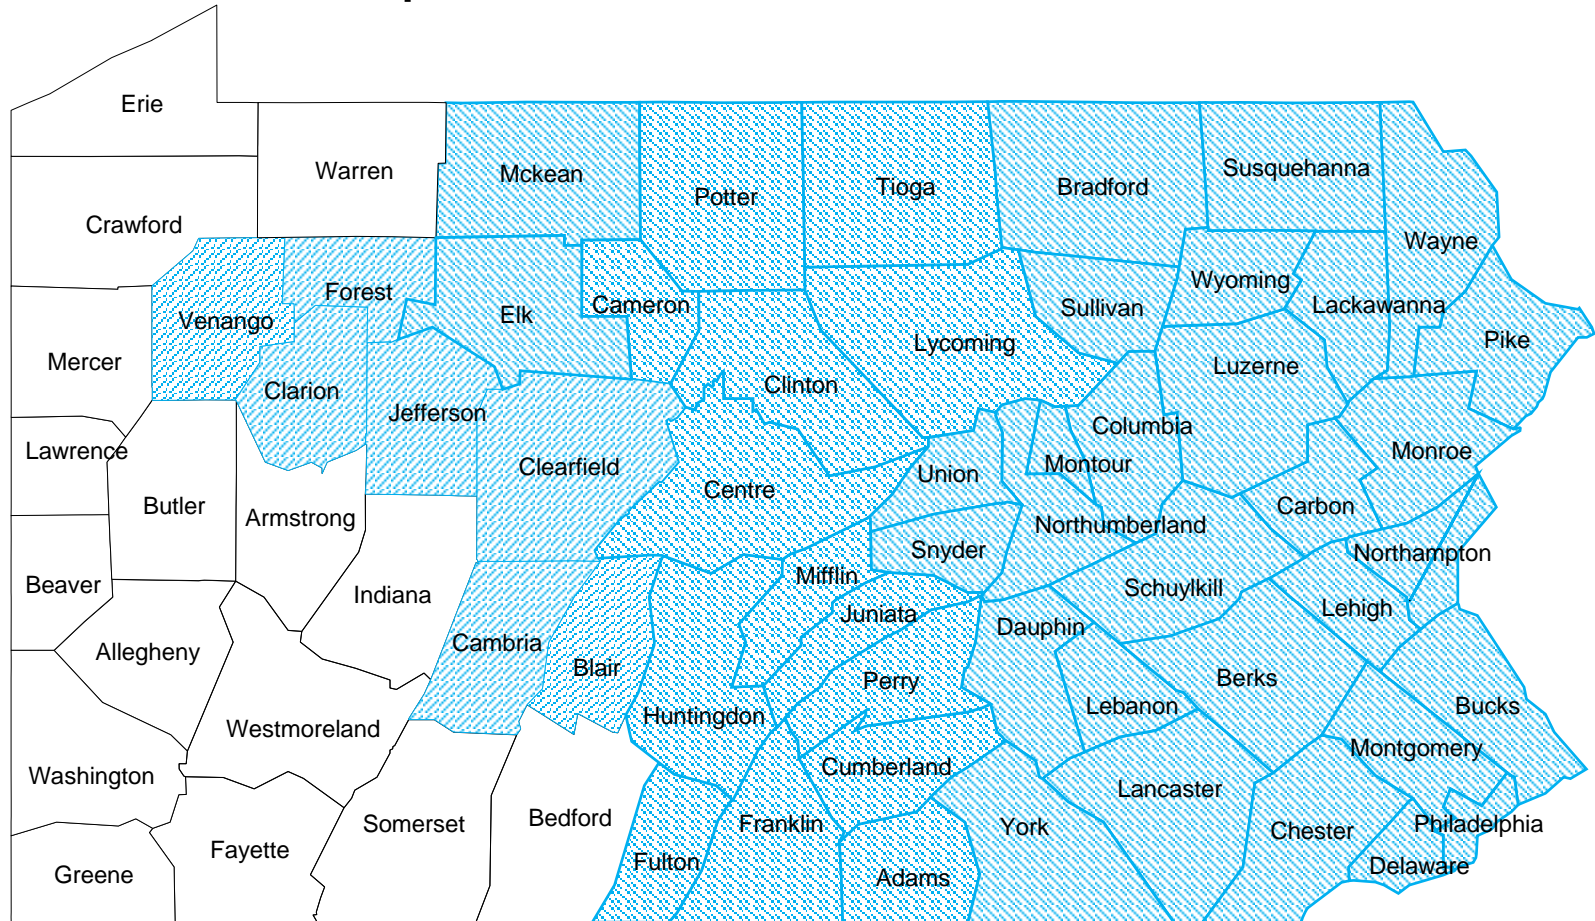 Erie
Warren
Mckean
Potter
Tioga
Bradford
Susquehanna
Crawford
Wayne
Forest
Venango
Elk
Cameron
Wyoming
Sullivan
Lackawanna
Mercer
Lycoming
Pike
Clarion
Clinton
Luzerne
Jefferson
Columbia
Lawrence
Clearfield
Montour
Monroe
Centre
Union
Butler
Armstrong
Carbon
Northumberland
Snyder
Northampton
Beaver
Indiana
Mifflin
Schuylkill
Juniata
Lehigh
Dauphin
Allegheny
Cambria
Blair
Perry
Berks
Lebanon
Bucks
Huntingdon
Westmoreland
Montgomery
Washington
Cumberland
Lancaster
Somerset
Bedford
Franklin
York
Chester
Philadelphia
Fayette
Fulton
Delaware
Greene
Adams